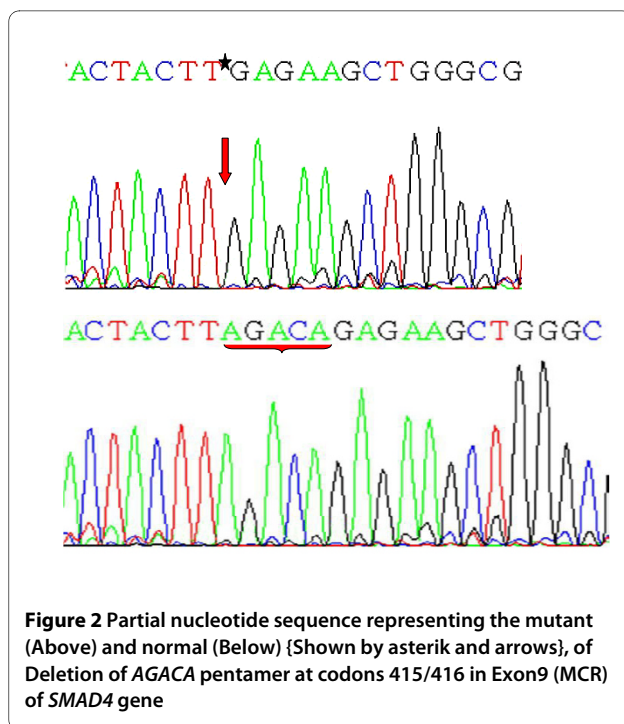 ACTACTT★GAGAAGCTGGGCG
ACTACTTAGACAGAGAAGCTGGGC
Figure 2 Partial nucleotide sequence representing the mutant
(Above) and normal (Below) {Shown by asterik and arrows}, of
Deletion of AGACA pentamer at codons 415/416 in Exon9 (MCR)
of SMAD4 gene